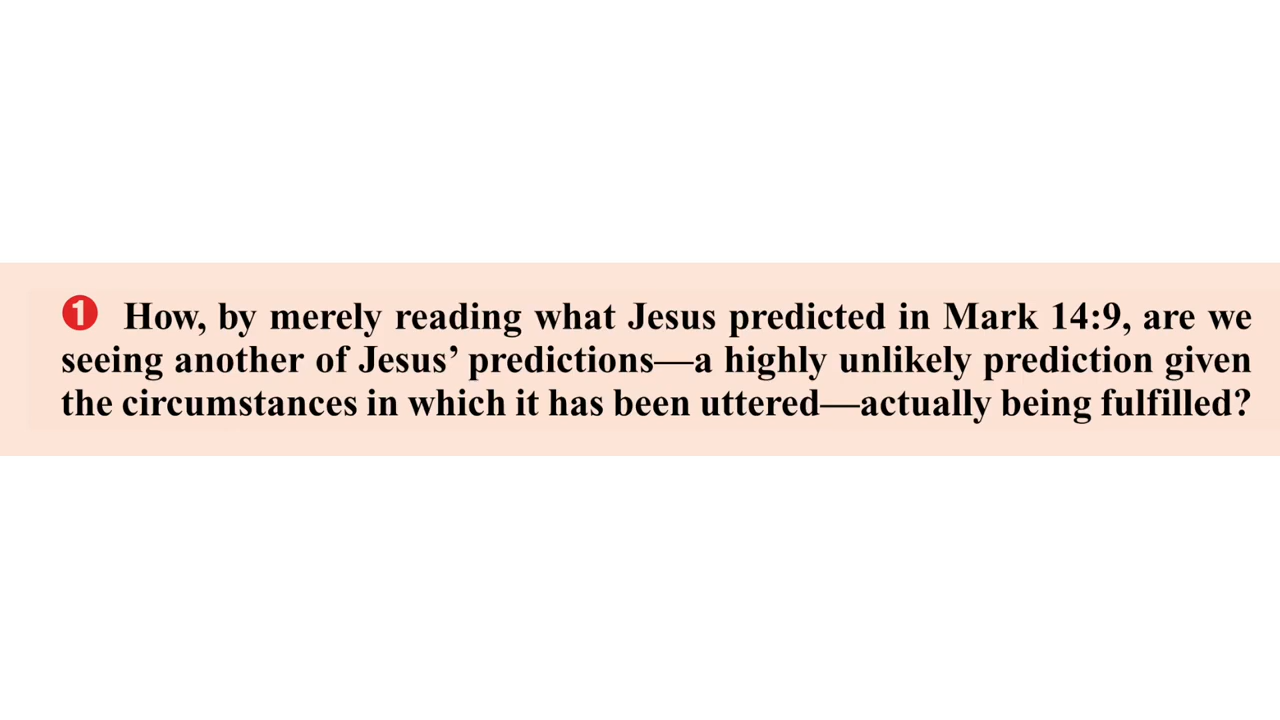 1 How, by merely reading what Jesus predicted in Mark 14:9, are we
seeing another of Jesus’ predictions—a highly unlikely prediction given
the circumstances in which it has been uttered—actually being fulfilled?